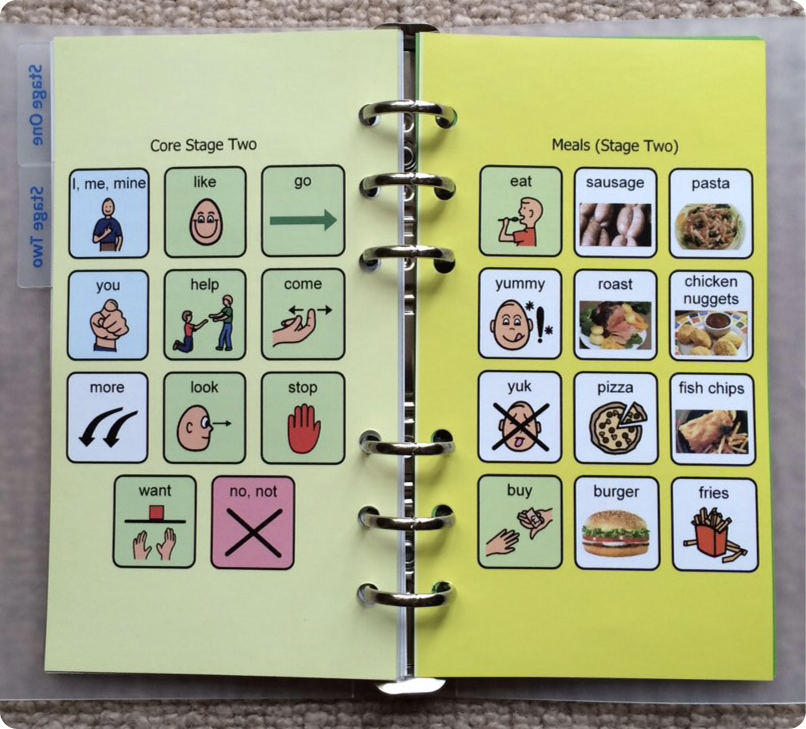 Stage One
Stage Two
Core Stage Two
I, me, mine
like
go
you
help
come
more
look
stop
want
no, not
Meals (Stage Two)
eat
sausage
pasta
yummy
roast
chicken
nuggets
yuk
pizza
fish chips
buy
burger
fries